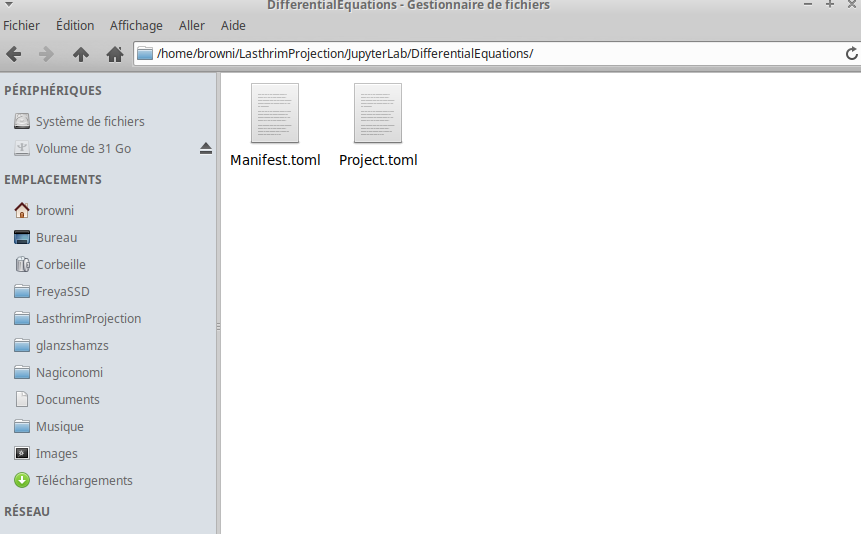 DifferentialEquations - Gestionnaire de fichiers
Fichier Édition Affichage Aller Aide
/home/browni/LasthrimProjection/JupyterLab/DifferentialEquations/
PÉRIPHÉRIQUES
Système de fichiers
Volume de 31 Go
EMPLACEMENTS
browni
Bureau
Corbeille
FreyaSSD
LasthrimProjection
glanzshamzs
Nagiconomi
Documents
Musique
Images
Téléchargements
RÉSEAU
Manifest.toml Project.toml